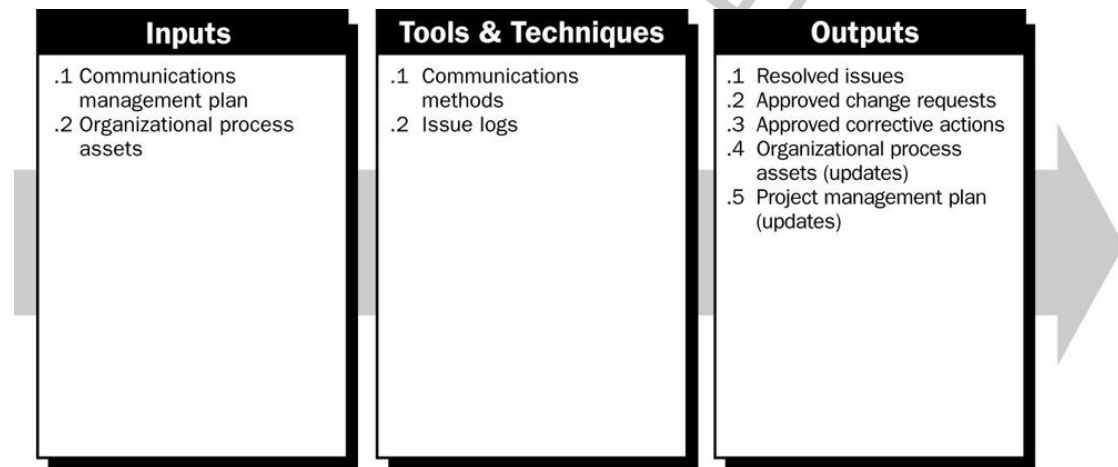 Inputs
.1 Communications
management plan
.2 Organizational process
assets
Tools & Techniques
.1 Communications
methods
.2 Issue logs
Outputs
.1 Resolved issues
.2 Approved change requests
.3 Approved corrective actions
.4 Organizational process
assets (updates)
.5 Project management plan
(updates)